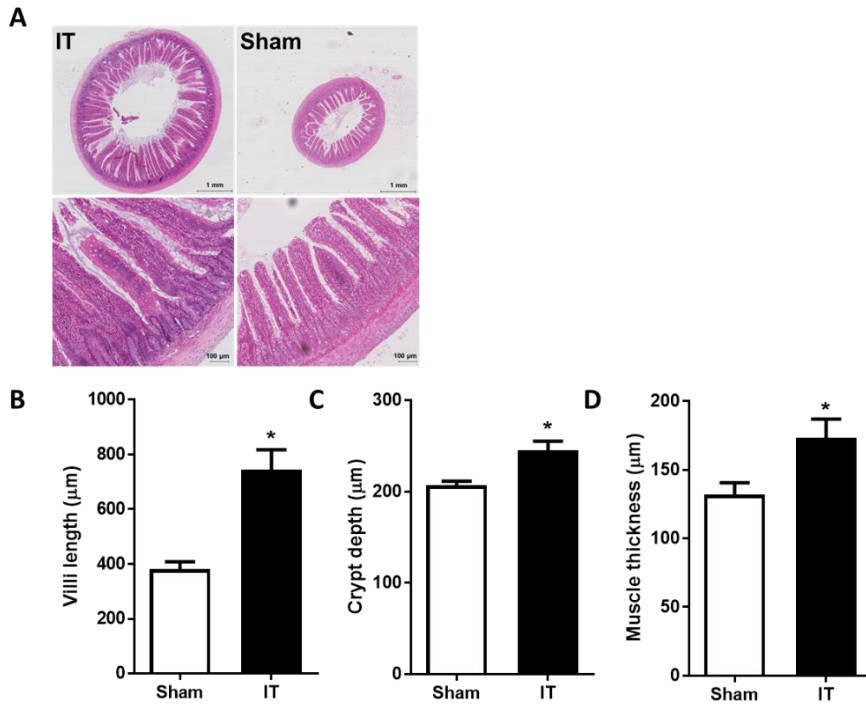 A
IT
Sham
1 mm
1 mm
100 µm
100 µm
B
Villi length (µm)
1000
800
600
400
200
0
*
Sham
IT
C
Crypt depth (µm)
300
200
100
0
*
Sham
IT
D
Muscle thickness (µm)
200
150
100
50
0
*
Sham
IT